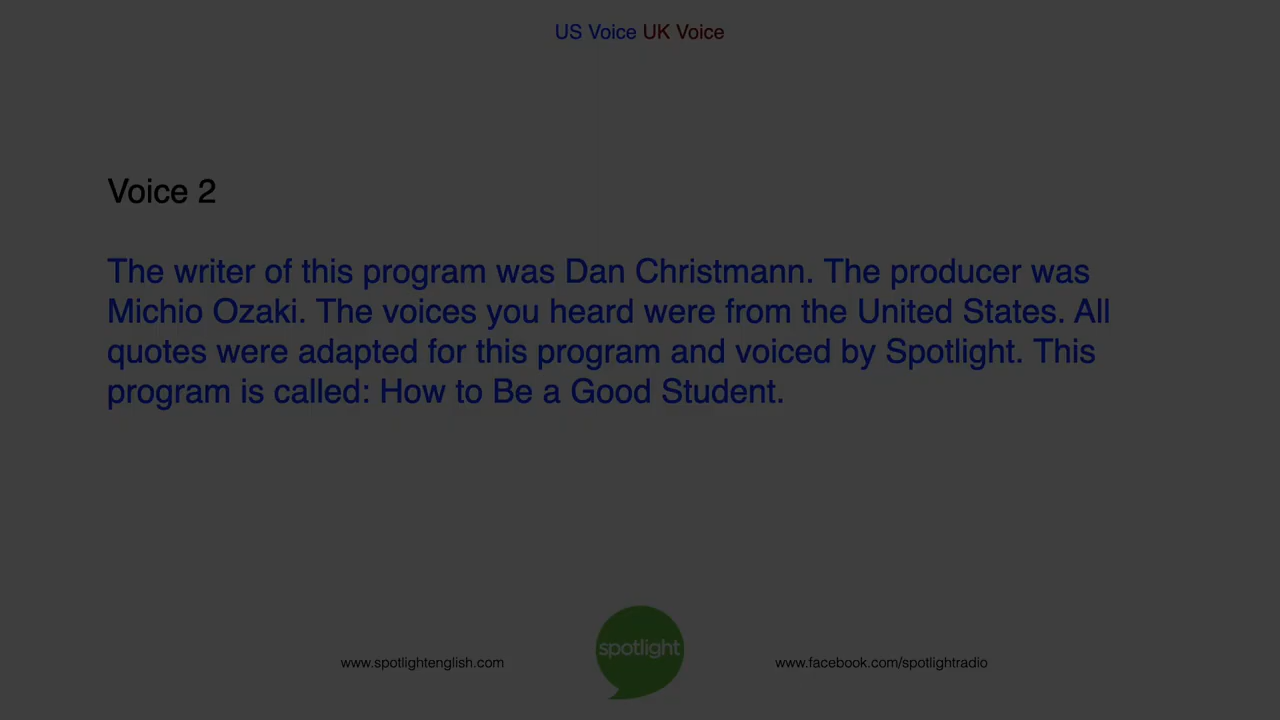 US Voice UK Voice
Voice 2
The writer of this program was Dan Christmann. The producer was
Michio Ozaki. The voices you heard were from the United States. All
quotes were adapted for this program and voiced by Spotlight. This
program is called: How to Be a Good Student.
spotlight
www.spotlightenglish.com
www.facebook.com/spotlightradio